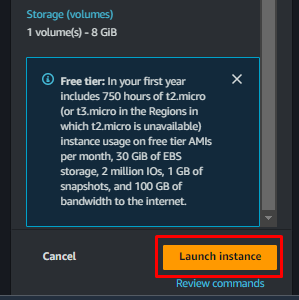 Storage (volumes)
1 volume(s) - 8 GiB
Free tier: In your first year
includes 750 hours of t2.micro
(or t3.micro in the Regions in
which t2.micro is unavailable)
instance usage on free tier AMIs
per month, 30 GiB of EBS
storage, 2 million IOs, 1 GB of
snapshots, and 100 GB of
bandwidth to the internet.
Cancel
Launch instance
Review commands